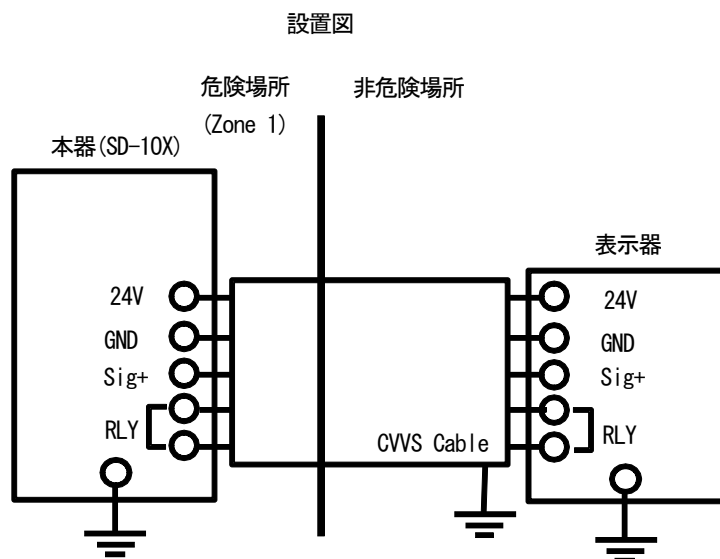 設置図
危険場所
(Zone 1)
非危険場所
本器(SD-10X)
表示器
24V
GND
Sig+
RLY
CVVS Cable
24V
GND
Sig+
RLY